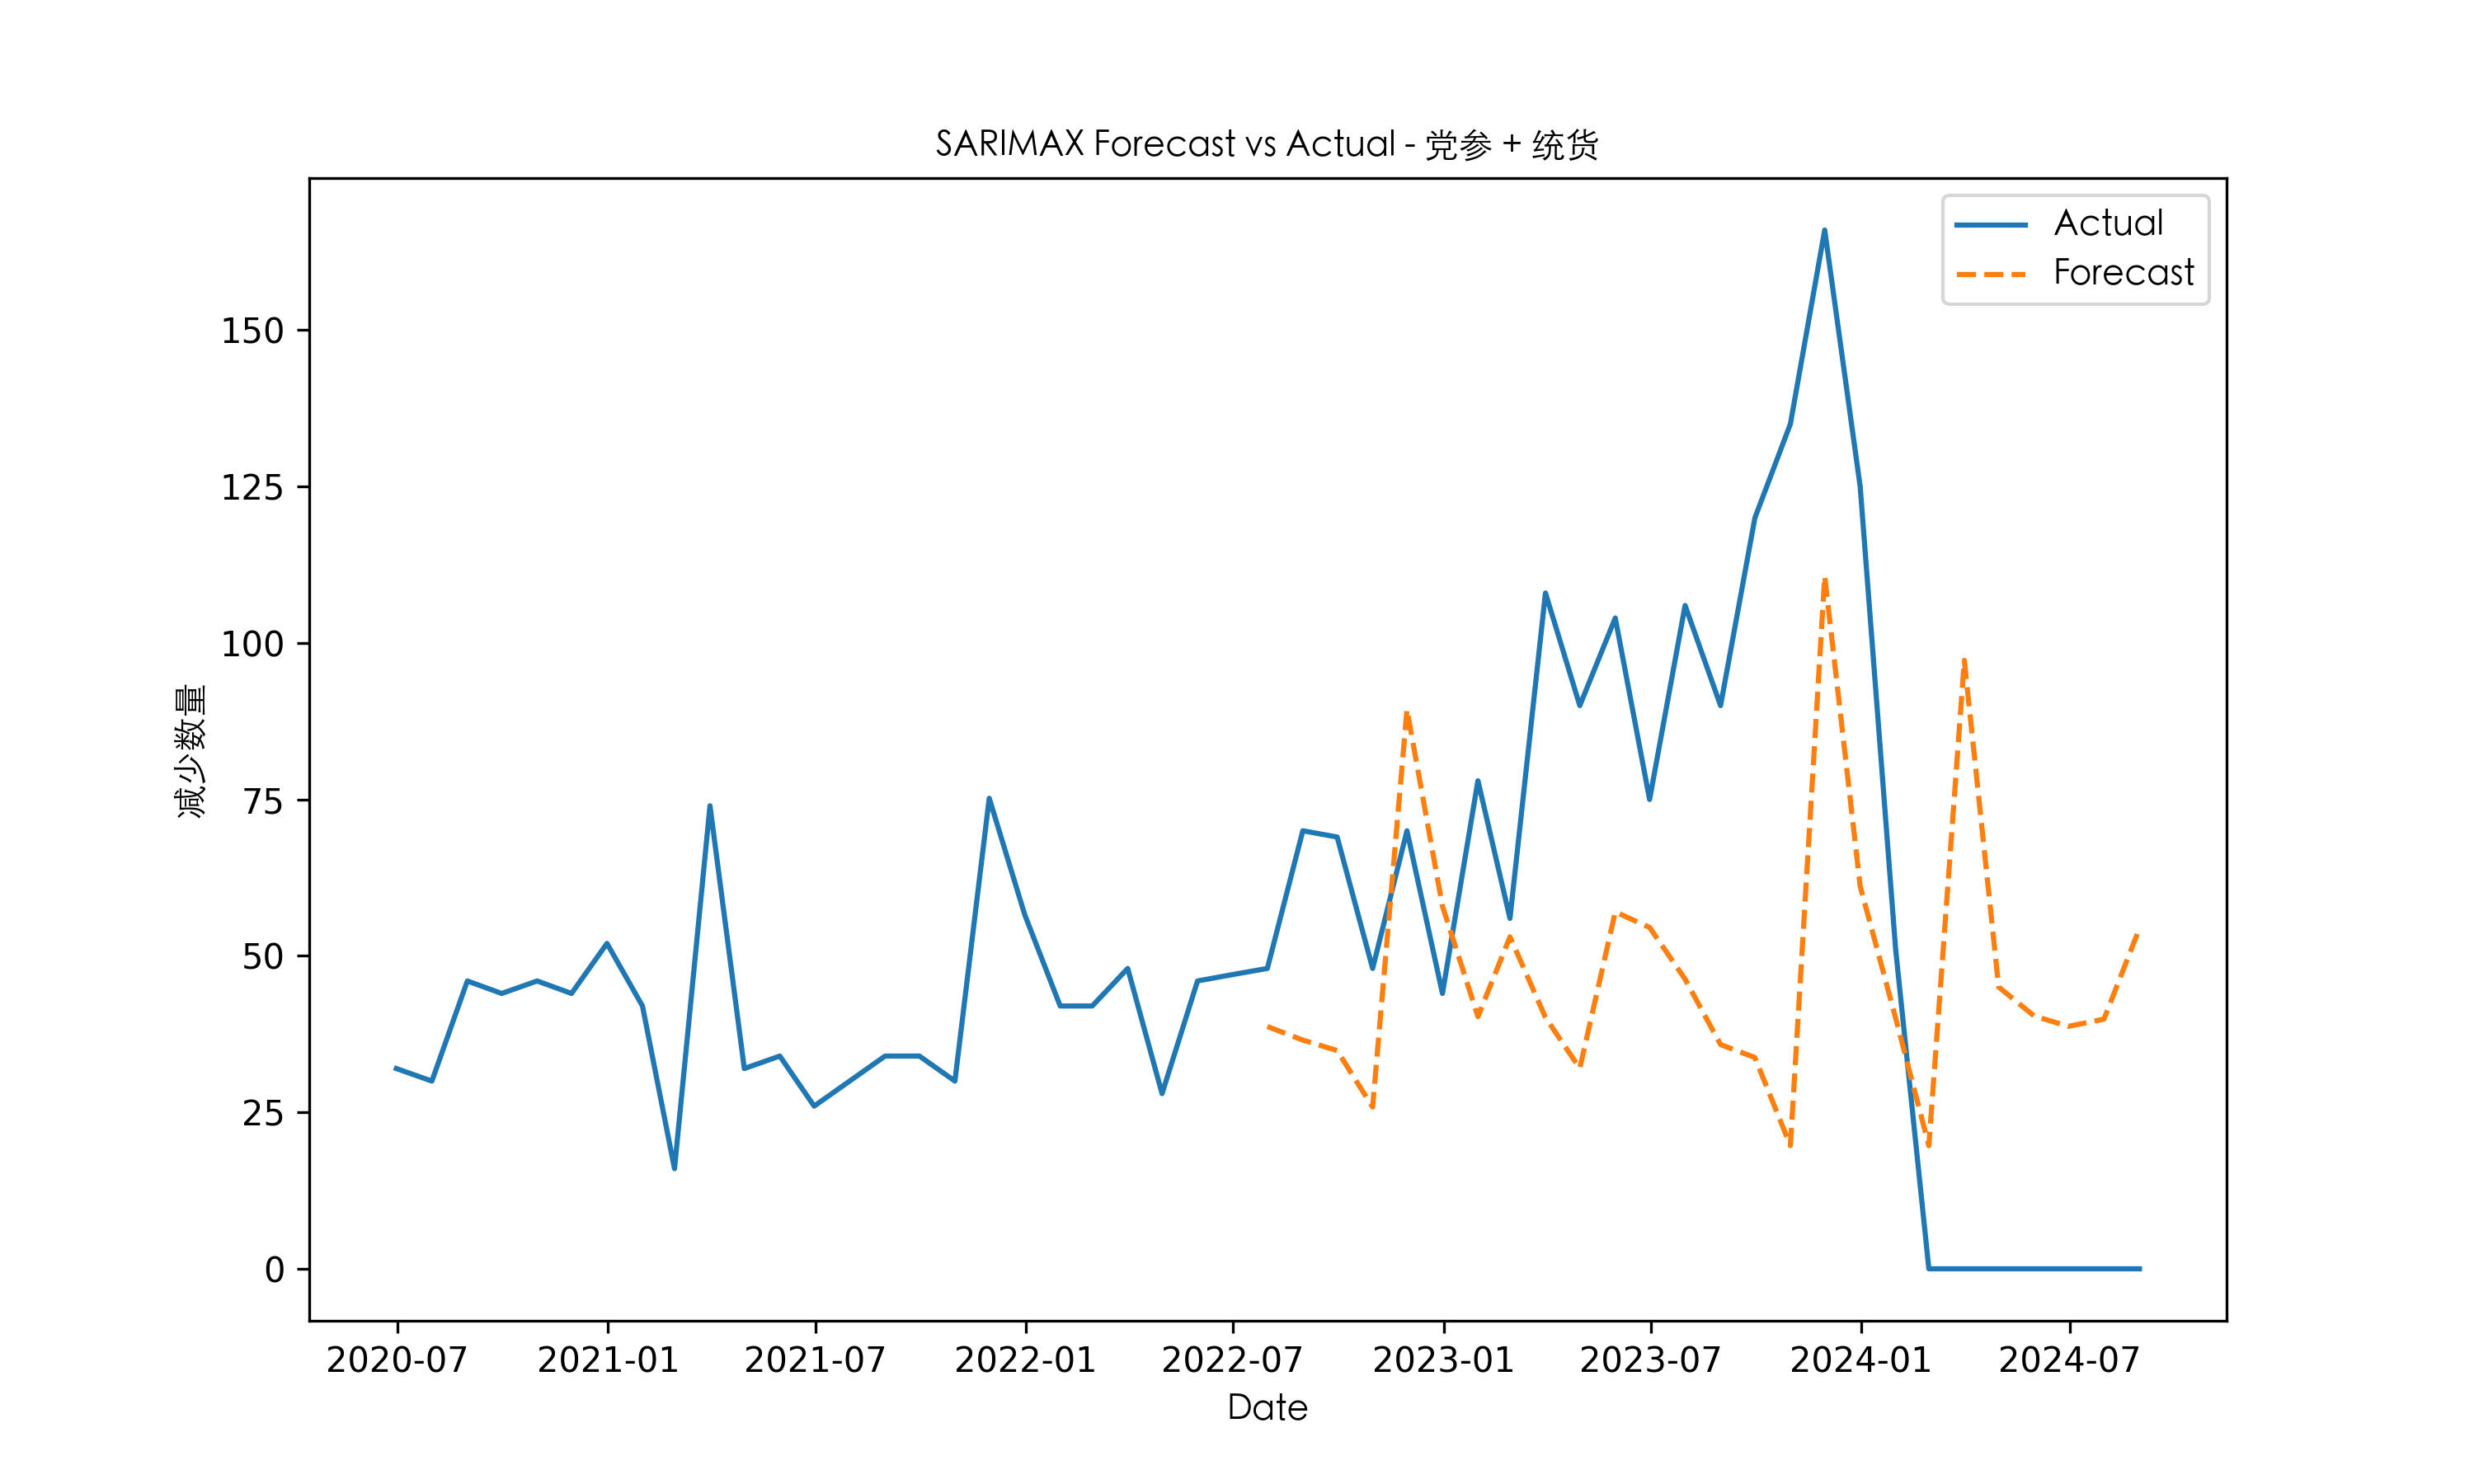 SARIMAX Forecast vs Actual - 党参 + 统货
Actual
Forecast
减少数量
150
125
100
75
50
25
0
2020-07 2021-01 2021-07 2022-01 2022-07 2023-01 2023-07 2024-01 2024-07
Date